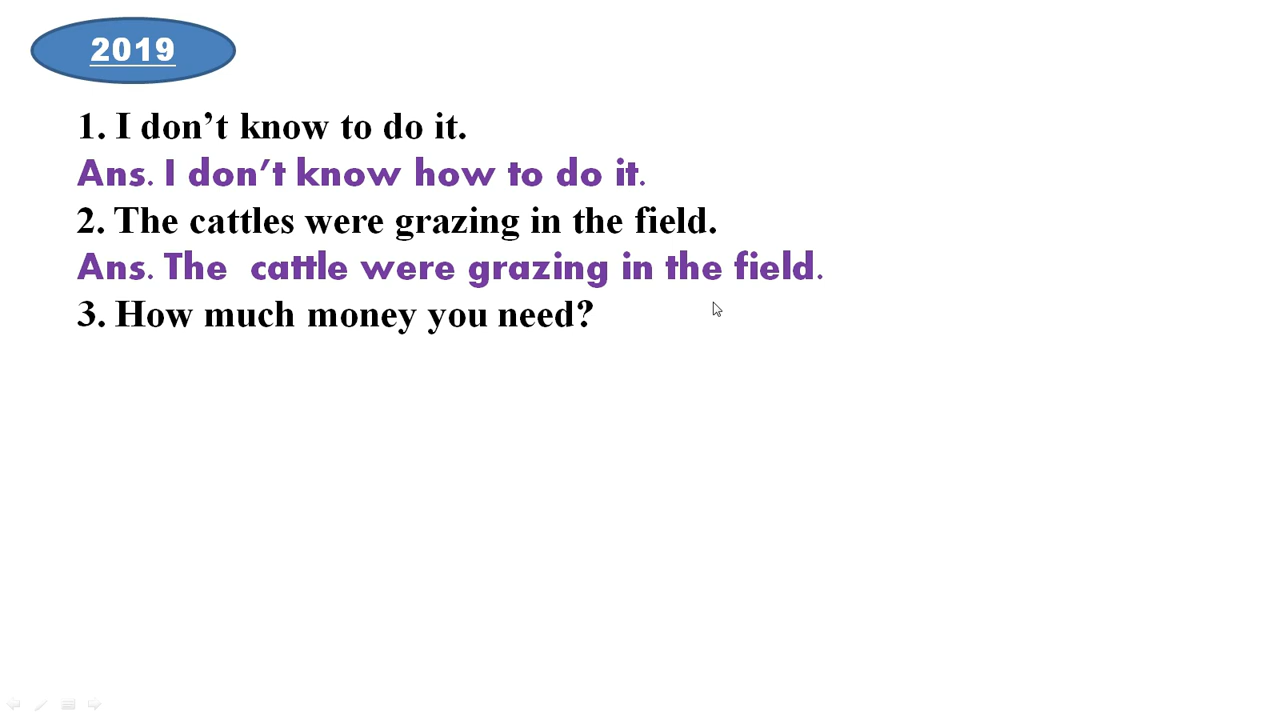 2019
1. I don’t know to do it.
Ans. I don’t know how to do it.
2. The cattles were grazing in the field.
Ans. The  cattle were grazing in the field.
3. How much money you need?